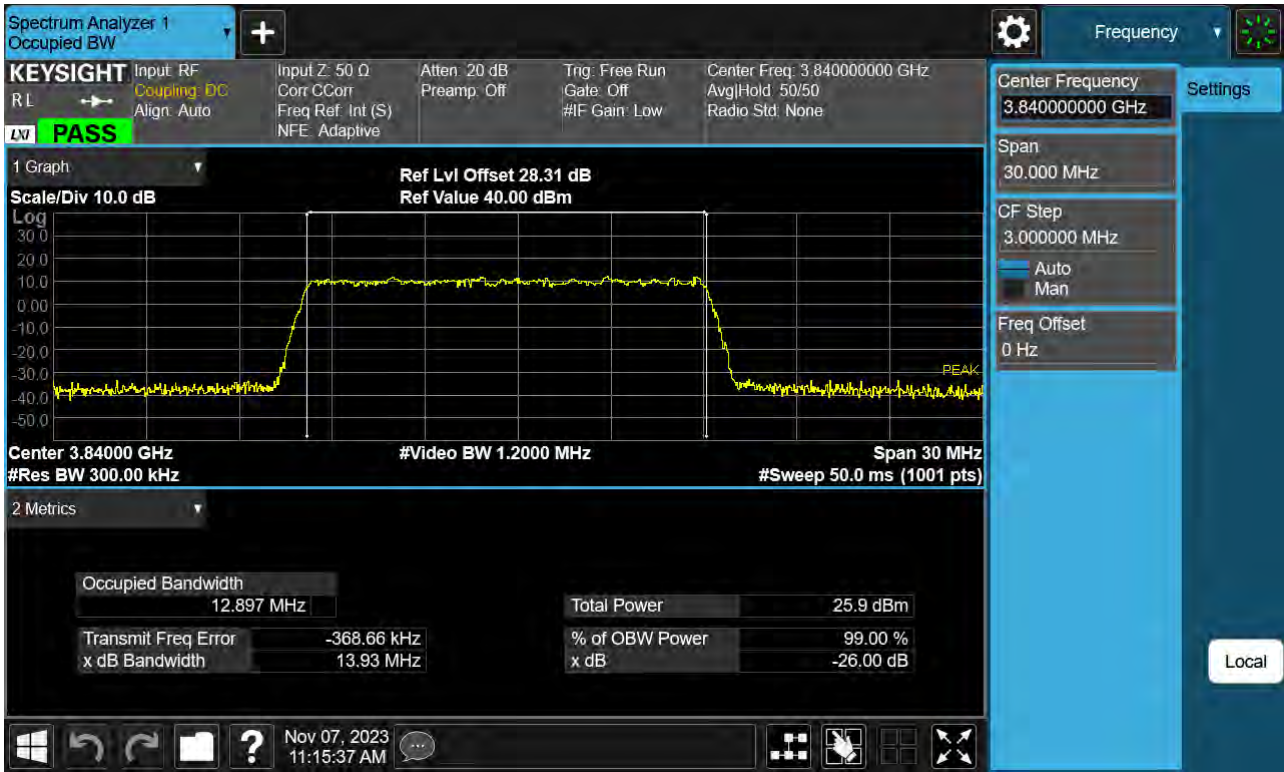 Spectrum Analyzer 1
Occupied BW
+
Frequency
KEYSIGHT
RL
LXI PASS
Input: RF
Coupling: DC
Align: Auto
Input Z: 50 Ω
Corr CCorr
Freq Ref: Int (S)
NFE: Adaptive
Atten: 20 dB
Preamp: Off
Trig: Free Run
Gate: Off
#IF Gain: Low
Center Freq: 3.840000000 GHz
Avg|Hold: 50/50
Radio Std: None
Center Frequency
3.840000000 GHz
Settings
Span
30.000 MHz
CF Step
3.000000 MHz
Auto
Man
Freq Offset
0 Hz
1 Graph
Scale/Div 10.0 dB
Ref Lvl Offset 28.31 dB
Ref Value 40.00 dBm
Log
30.0
20.0
10.0
0.00
-10.0
-20.0
-30.0
-40.0
-50.0
PEAK
Center 3.84000 GHz
#Video BW 1.2000 MHz
Span 30 MHz
#Res BW 300.00 kHz
#Sweep 50.0 ms (1001 pts)
2 Metrics
Occupied Bandwidth
12.897 MHz
Total Power 25.9 dBm
Transmit Freq Error -368.66 kHz
% of OBW Power 99.00 %
x dB Bandwidth 13.93 MHz
x dB -26.00 dB
Local
?
Nov 07, 2023
11:15:37 AM